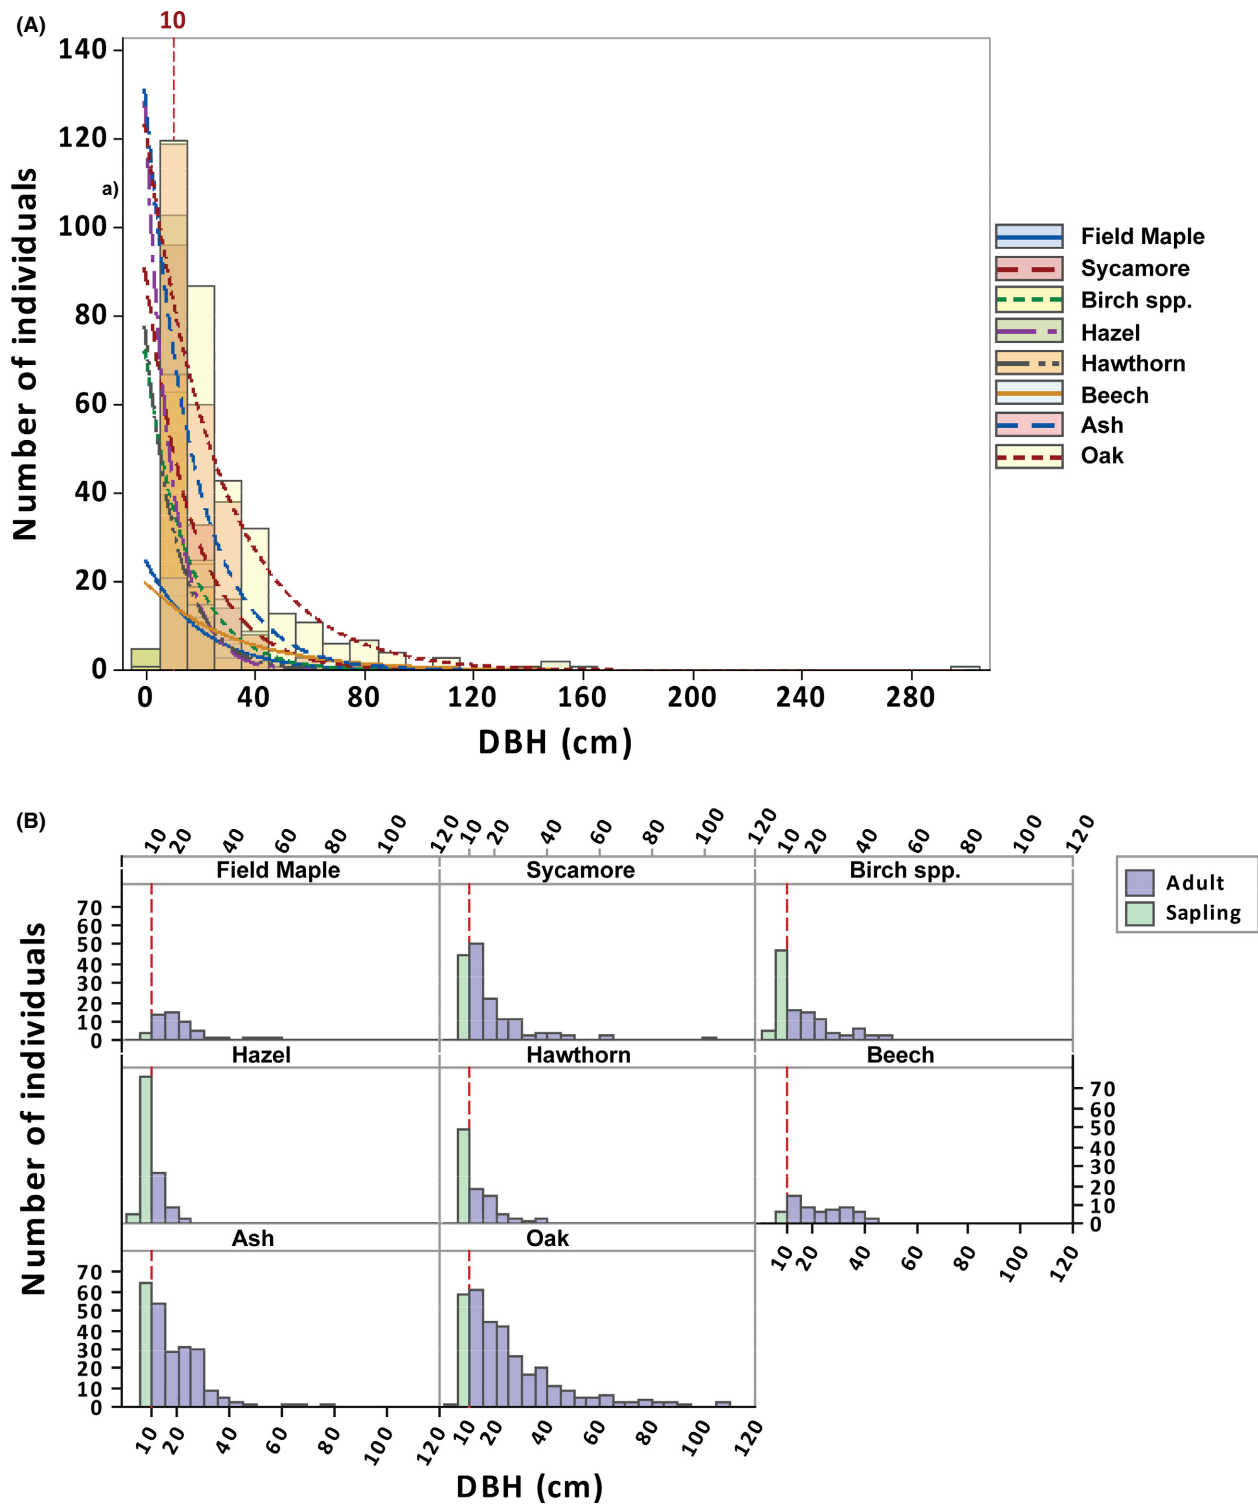 (A)
10
140
120
a)
100
80
60
40
20
0
Number of individuals
0 40 80 120 160 200 240 280
DBH (cm)
Field Maple
Sycamore
Birch spp.
Hazel
Hawthorn
Beech
Ash
Oak
(B)
10 20 40 60 80 100 120 10 20 40 60 80 100 120 10 20 40 60 80 100 120
Field Maple Sycamore Birch spp.
Adult
Sapling
70
60
50
40
30
20
10
0
Number of individuals
Hazel Hawthorn Beech
70
60
50
40
30
20
10
0
10 20 40 60 80 100 120
Ash Oak
70
60
50
40
30
20
10
0
10 20 40 60 80 100 120 10 20 40 60 80 100 120
DBH (cm)